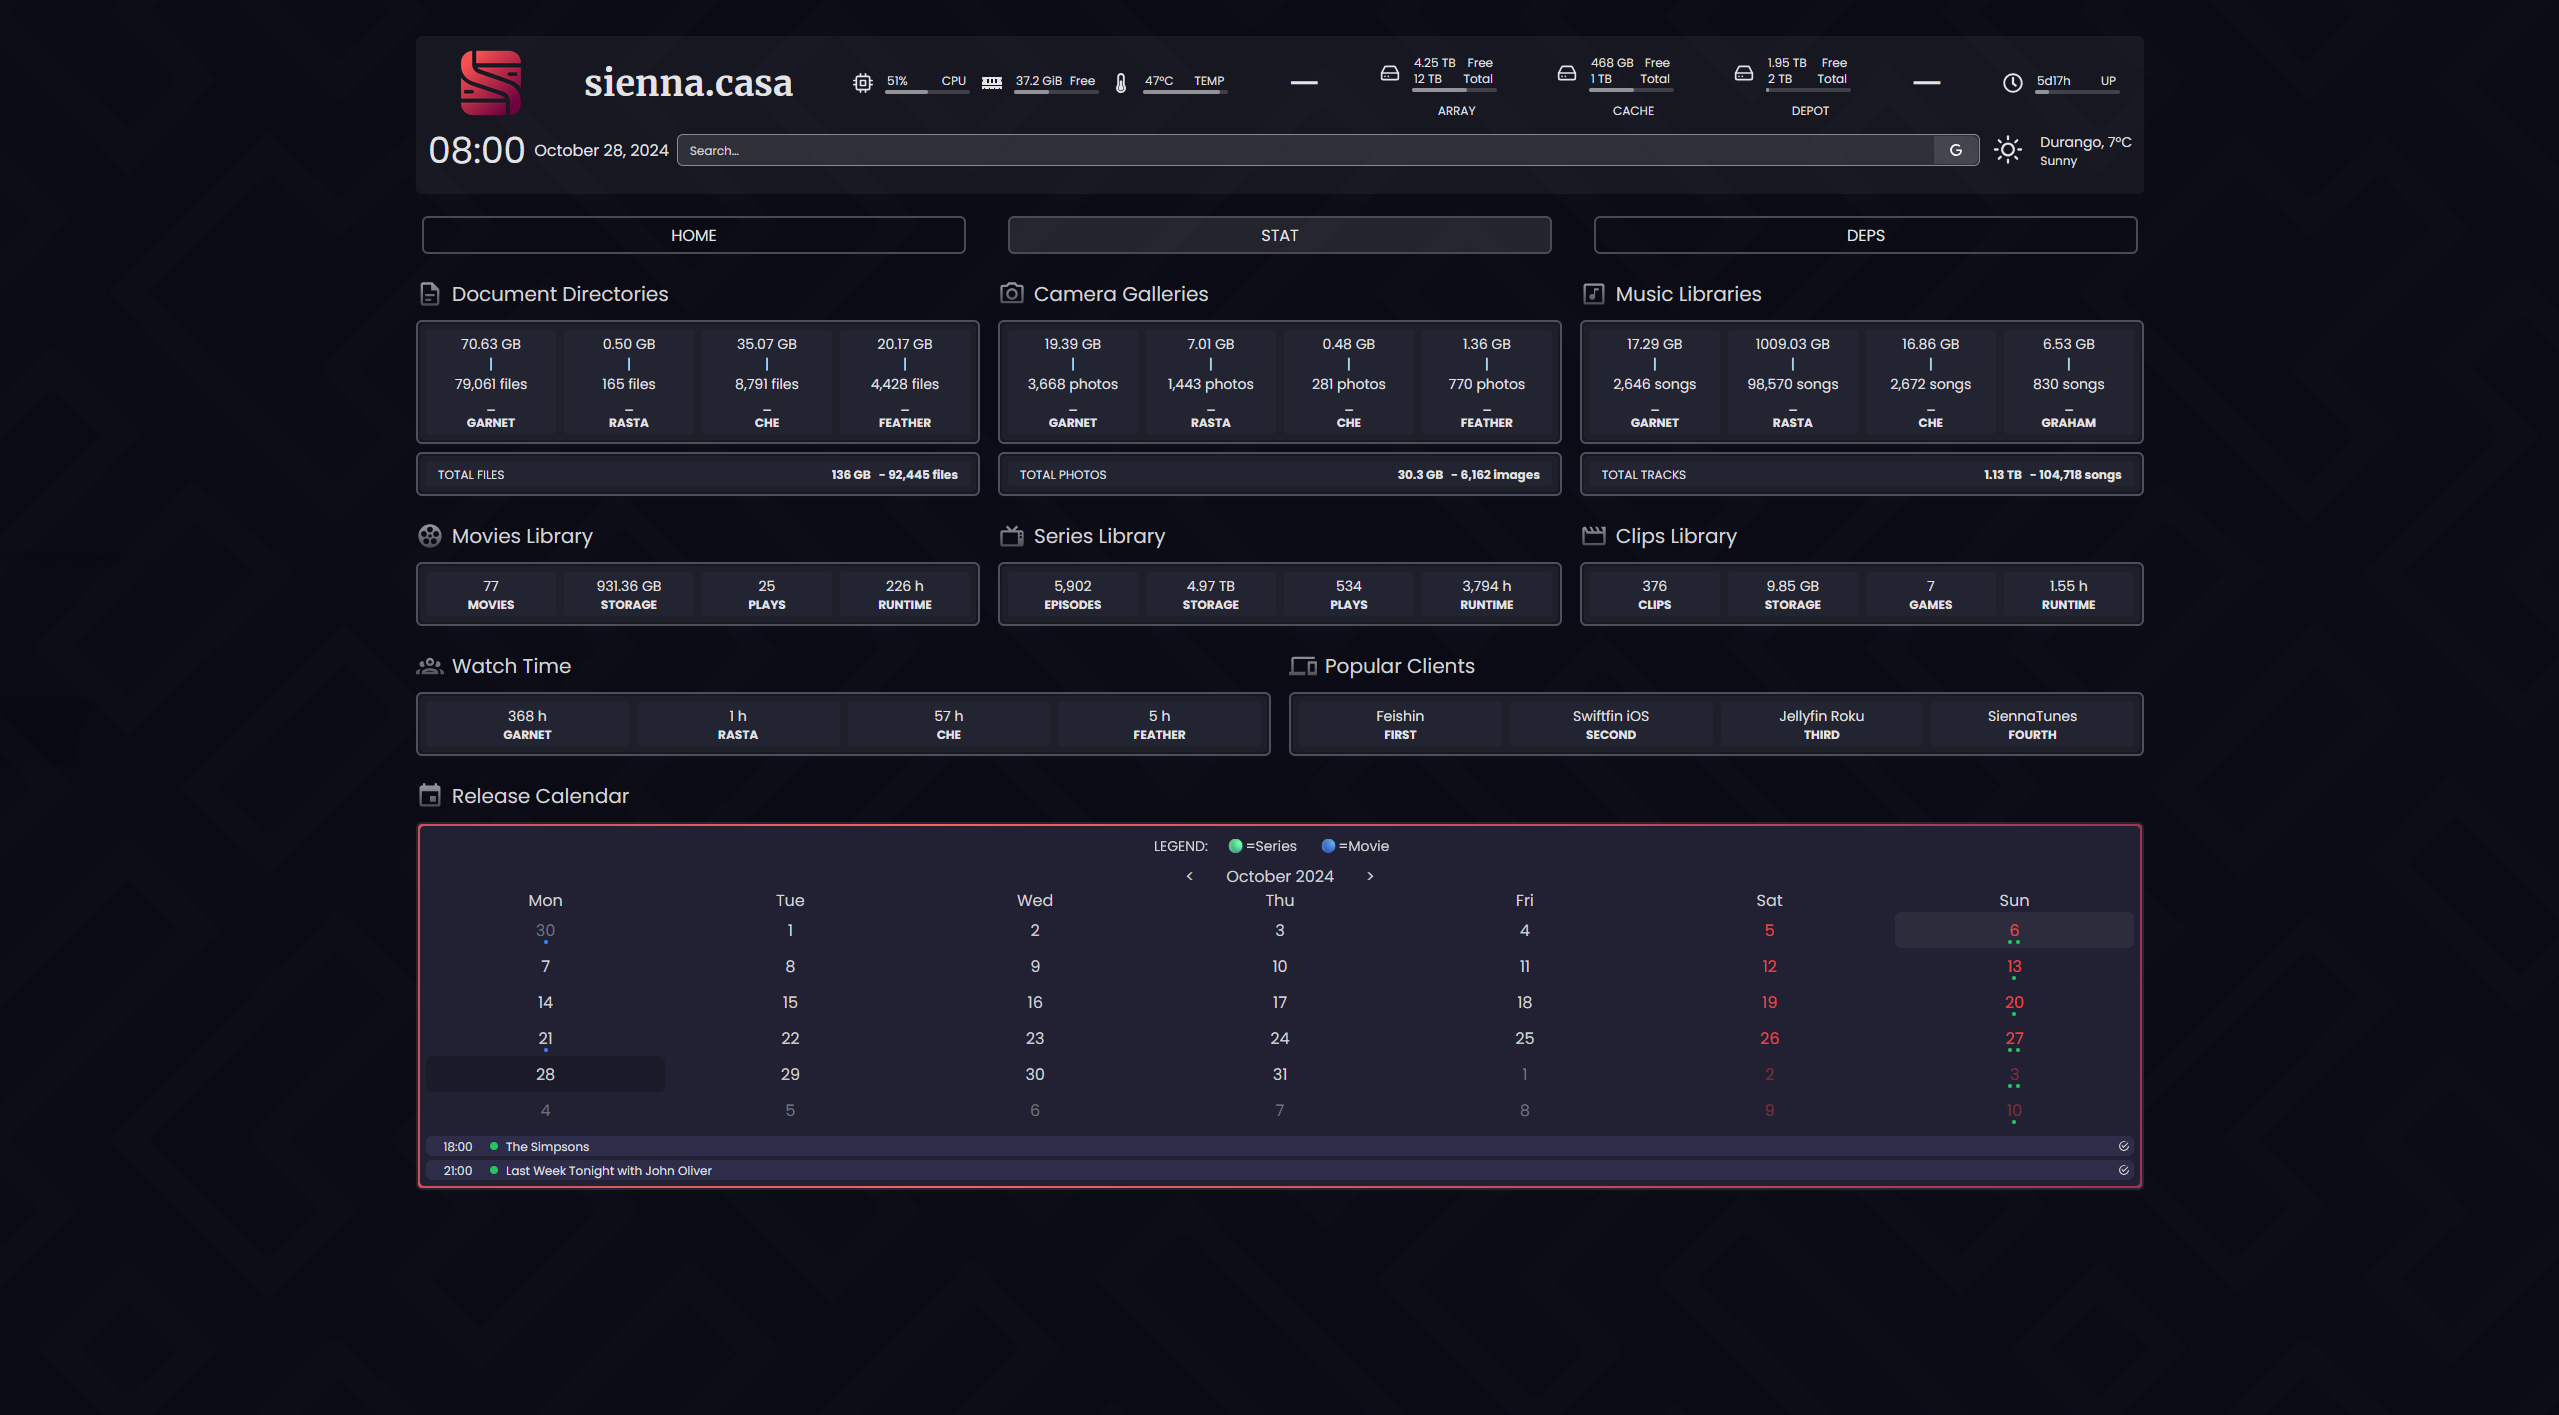 sienna.casa
51% CPU
37.2 GiB Free
47°C TEMP
4.25 TB Free
12 TB Total
ARRAY
468 GB Free
1 TB Total
CACHE
1.95 TB Free
2 TB Total
DEPOT
5d17h UP
08:00 October 28, 2024
Search...
G
Durango, 7°C
Sunny
HOME STAT DEPS
Document Directories
70.63 GB 0.50 GB 35.07 GB 20.17 GB
| | | |
79,061 files 165 files 8,791 files 4,428 files
_ _ _ _
GARNET RASTA CHE FEATHER
TOTAL FILES 136 GB - 92,445 files
Camera Galleries
19.39 GB 7.01 GB 0.48 GB 1.36 GB
| | | |
3,668 photos 1,443 photos 281 photos 770 photos
_ _ _ _
GARNET RASTA CHE FEATHER
TOTAL PHOTOS 30.3 GB - 6,162 images
Music Libraries
17.29 GB 1009.03 GB 16.86 GB 6.53 GB
| | | |
2,646 songs 98,570 songs 2,672 songs 830 songs
_ _ _ _
GARNET RASTA CHE GRAHAM
TOTAL TRACKS 1.13 TB - 104,718 songs
Movies Library
77 931.36 GB 25 226 h
MOVIES STORAGE PLAYS RUNTIME
Series Library
5,902 4.97 TB 534 3,794 h
EPISODES STORAGE PLAYS RUNTIME
Clips Library
376 9.85 GB 7 1.55 h
CLIPS STORAGE GAMES RUNTIME
Watch Time
368 h 1 h 57 h 5 h
GARNET RASTA CHE FEATHER
Popular Clients
Feishin Swiftfin iOS Jellyfin Roku SiennaTunes
FIRST SECOND THIRD FOURTH
Release Calendar
LEGEND: =Series =Movie
< October 2024 >
Mon Tue Wed Thu Fri Sat Sun
30 1 2 3 4 5 6
7 8 9 10 11 12 13
14 15 16 17 18 19 20
21 22 23 24 25 26 27
28 29 30 31 1 2 3
4 5 6 7 8 9 10
18:00 The Simpsons
21:00 Last Week Tonight with John Oliver